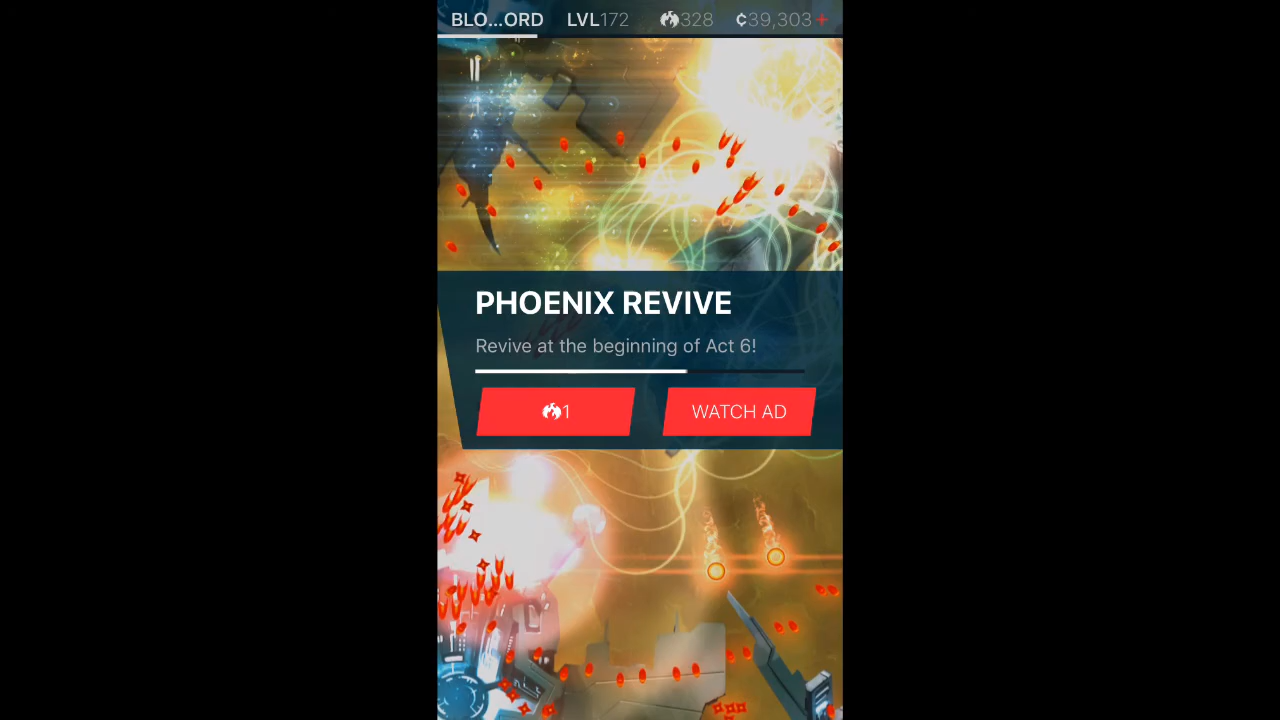 BLO...ORD LVL172 328 ¢39,303+
PHOENIX REVIVE
Revive at the beginning of Act 6!
1 WATCH AD